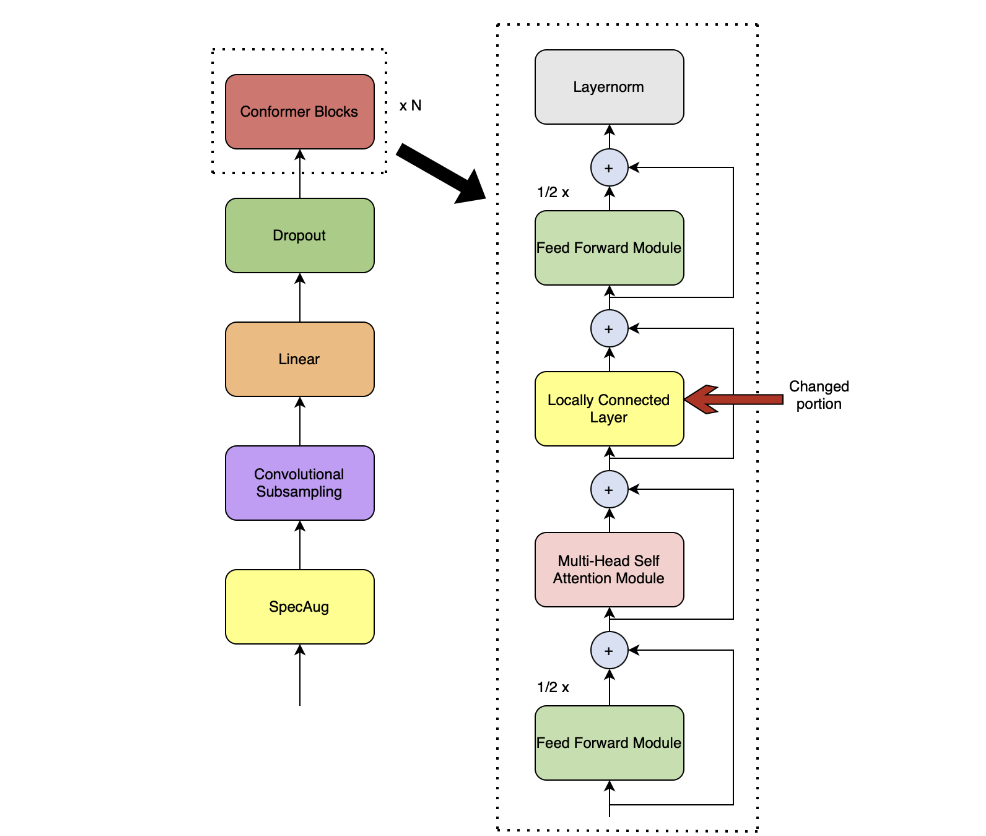 Conformer Blocks
x N
Dropout
Linear
Convolutional
Subsampling
SpecAug
Layernorm
+
1/2 x
Feed Forward Module
+
Locally Connected
Layer
Changed
portion
+
Multi-Head Self
Attention Module
+
1/2 x
Feed Forward Module